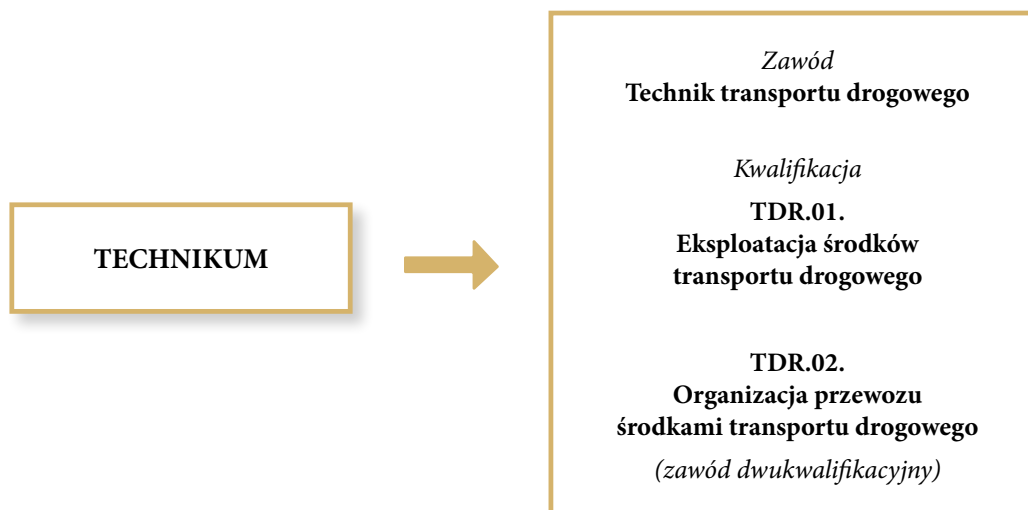 TECHNIKUM
Zawód
Technik transportu drogowego
Kwalifikacja
TDR.01.
Eksploatacja środków
transportu drogowego
TDR.02.
Organizacja przewozu
środkami transportu drogowego
(zawód dwukwalifikacyjny)